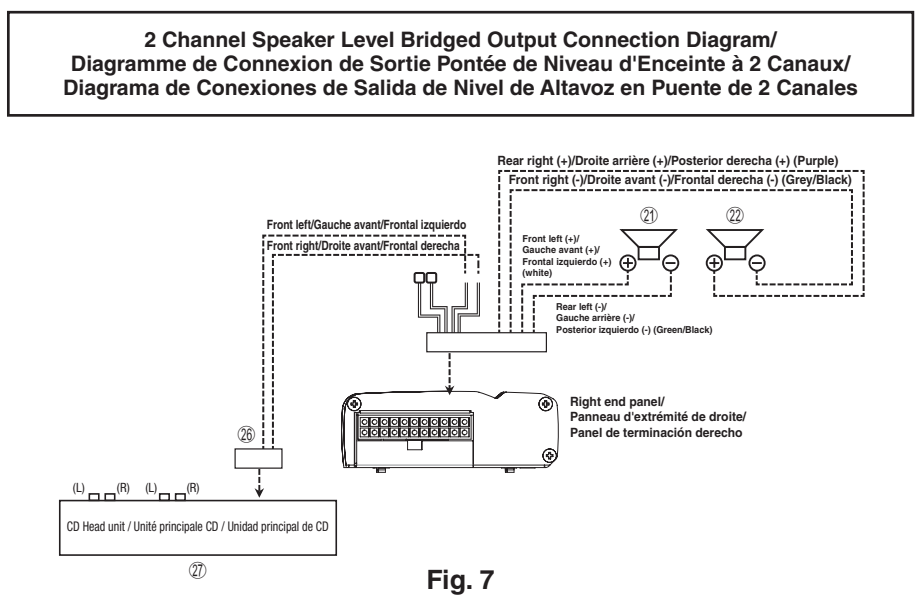 2 Channel Speaker Level Bridged Output Connection Diagram/
Diagramme de Connexion de Sortie Pontée de Niveau d'Enceinte à 2 Canaux/
Diagrama de Conexiones de Salida de Nivel de Altavoz en Puente de 2 Canales
Rear right (+)/Droite arrière (+)/Posterior derecha (+) (Purple)
Front right (-)/Droite avant (-)/Frontal derecha (-) (Grey/Black)
21
22
Front left/Gauche avant/Frontal izquierdo
Front right/Droite avant/Frontal derecha
Front left (+)/
Gauche avant (+)/
Frontal izquierdo (+)
(white)
+ −
+ −
Rear left (-)/
Gauche arrière (-)/
Posterior izquierdo (-) (Green/Black)
Right end panel/
Panneau d'extrémité de droite/
Panel de terminación derecho
26
(L) (R) (L) (R)
CD Head unit / Unité principale CD / Unidad principal de CD
27
Fig. 7